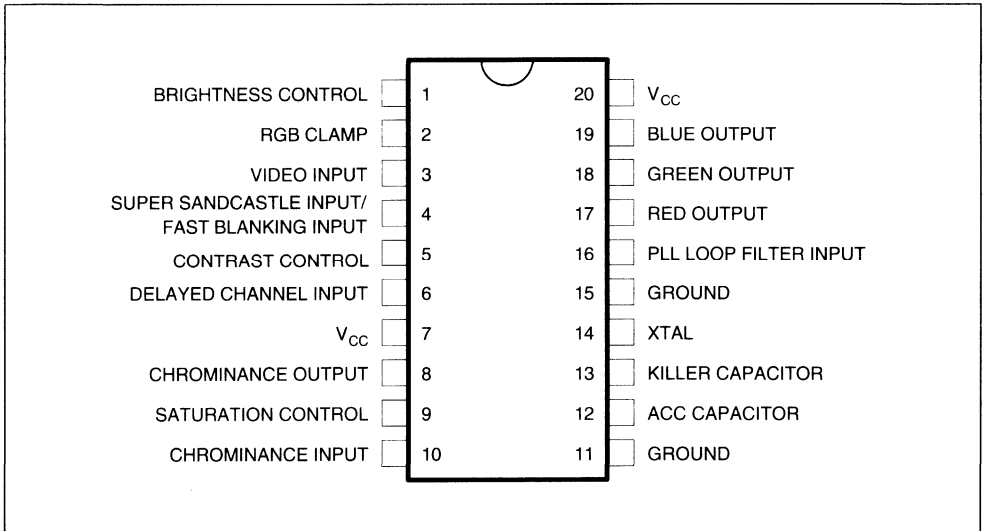 BRIGHTNESS CONTROL 1 20 VCC
RGB CLAMP 2 19 BLUE OUTPUT
VIDEO INPUT 3 18 GREEN OUTPUT
SUPER SANDCASTLE INPUT/
FAST BLANKING INPUT 4 17 RED OUTPUT
CONTRAST CONTROL 5 16 PLL LOOP FILTER INPUT
DELAYED CHANNEL INPUT 6 15 GROUND
VCC 7 14 XTAL
CHROMINANCE OUTPUT 8 13 KILLER CAPACITOR
SATURATION CONTROL 9 12 ACC CAPACITOR
CHROMINANCE INPUT 10 11 GROUND